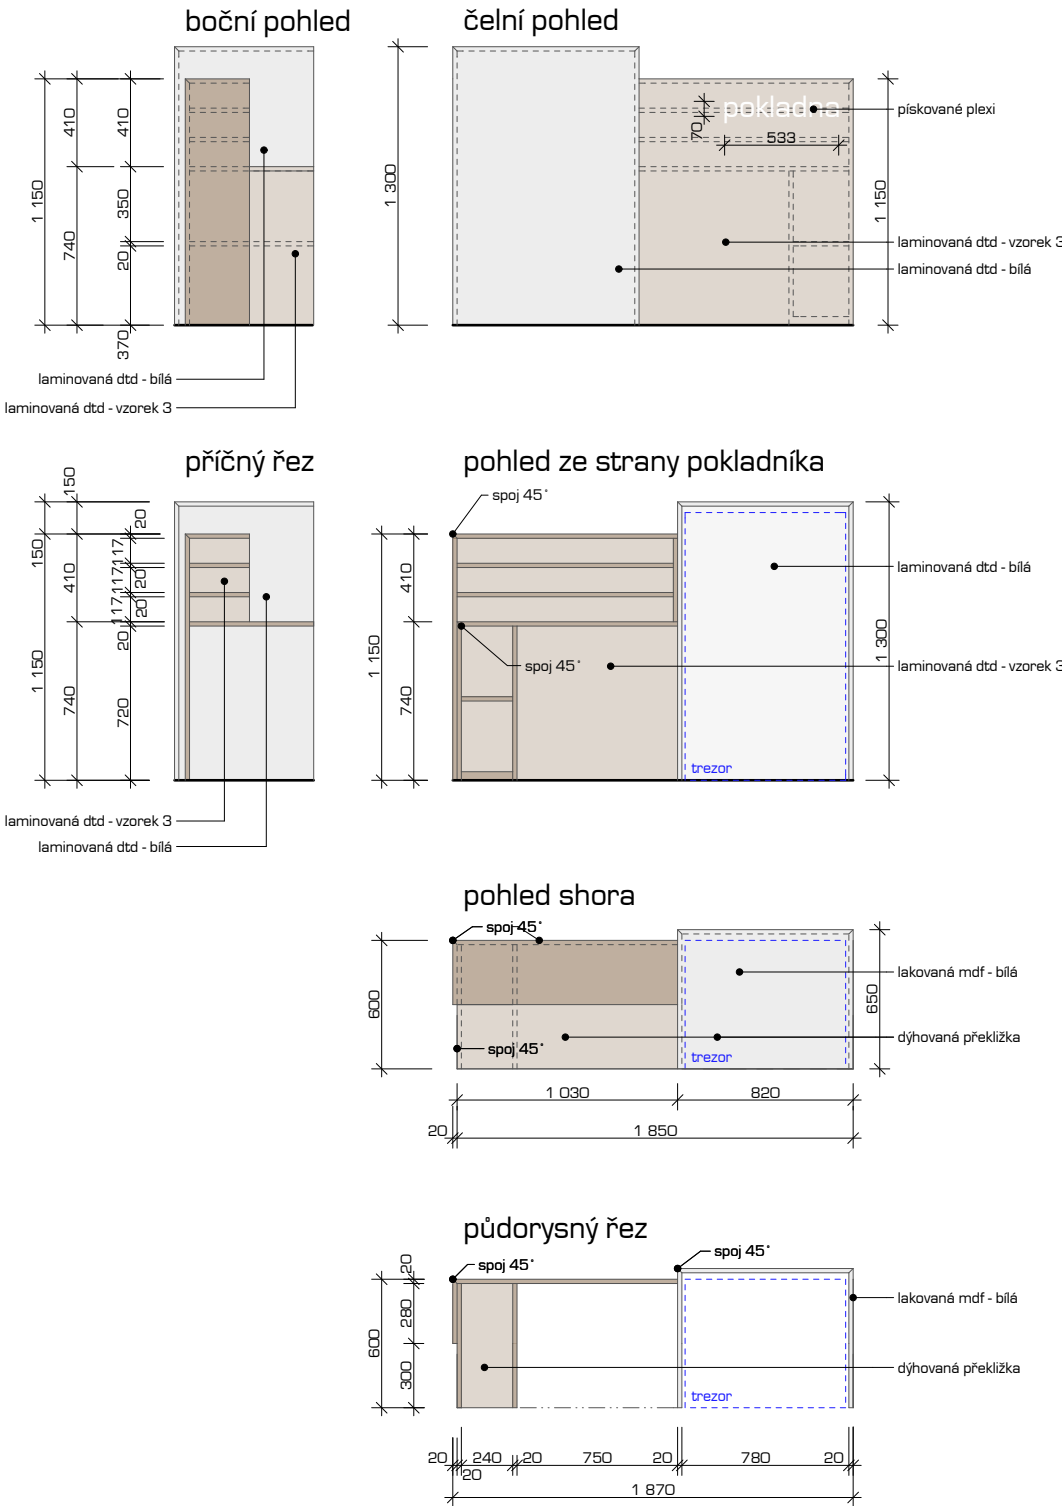 boční pohled
čelní pohled
410
410
1 150
740
350
20
370
laminovaná dtd - bílá
laminovaná dtd - vzorek 3
1 300
pokladna
70
533
1 150
pískované plexi
laminovaná dtd - vzorek 3
laminovaná dtd - bílá
příčný řez
pohled ze strany pokladníka
150
150
20
117
410
117
20
117
20
20
1 150
740
720
laminovaná dtd - vzorek 3
laminovaná dtd - bílá
spoj 45°
410
1 150
spoj 45°
740
trezor
1 300
laminovaná dtd - bílá
laminovaná dtd - vzorek 3
pohled shora
spoj 45°
600
spoj 45°
trezor
650
lakovaná mdf - bílá
dýhovaná překližka
1 030
820
20
1 850
půdorysný řez
20
spoj 45°
spoj 45°
280
600
300
trezor
lakovaná mdf - bílá
dýhovaná překližka
20
240
20
750
20
780
20
20
1 870